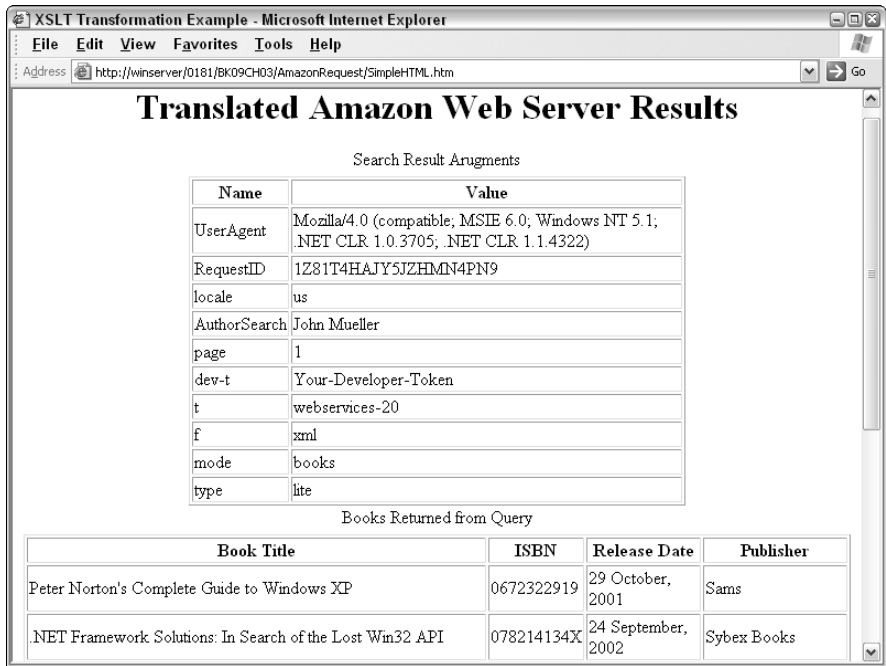 XSLT Transformation Example - Microsoft Internet Explorer
File Edit View Favorites Tools Help
Address http://winserver/0181/BK09CH03/AmazonRequest/SimpleHTML.htm Go
Translated Amazon Web Server Results
Search Result Arugments
Name Value
UserAgent Mozilla/4.0 (compatible; MSIE 6.0; Windows NT 5.1;
.NET CLR 1.0.3705; .NET CLR 1.1.4322)
RequestID 1Z81T4HAJY5JZHMN4PN9
locale us
AuthorSearch John Mueller
page 1
dev-t Your-Developer-Token
t webservices-20
f xml
mode books
type lite
Books Returned from Query
Book Title ISBN Release Date Publisher
Peter Norton's Complete Guide to Windows XP 0672322919 29 October,
2001 Sams
.NET Framework Solutions: In Search of the Lost Win32 API 078214134X 24 September,
2002 Sybex Books